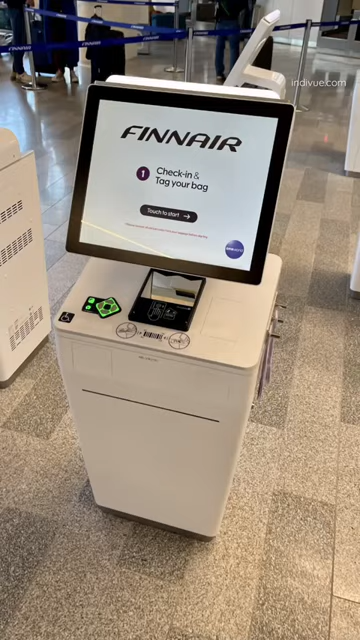 indivue.com
FINNAIR
1 Check-in &
Tag your bag
Touch to start →